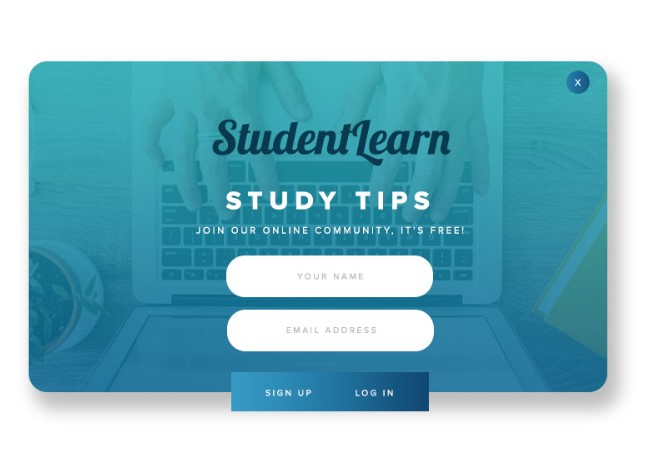 X
StudentLearn
STUDY TIPS
JOIN OUR ONLINE COMMUNITY, IT'S FREE!
YOUR NAME
EMAIL ADDRESS
SIGN UP LOG IN